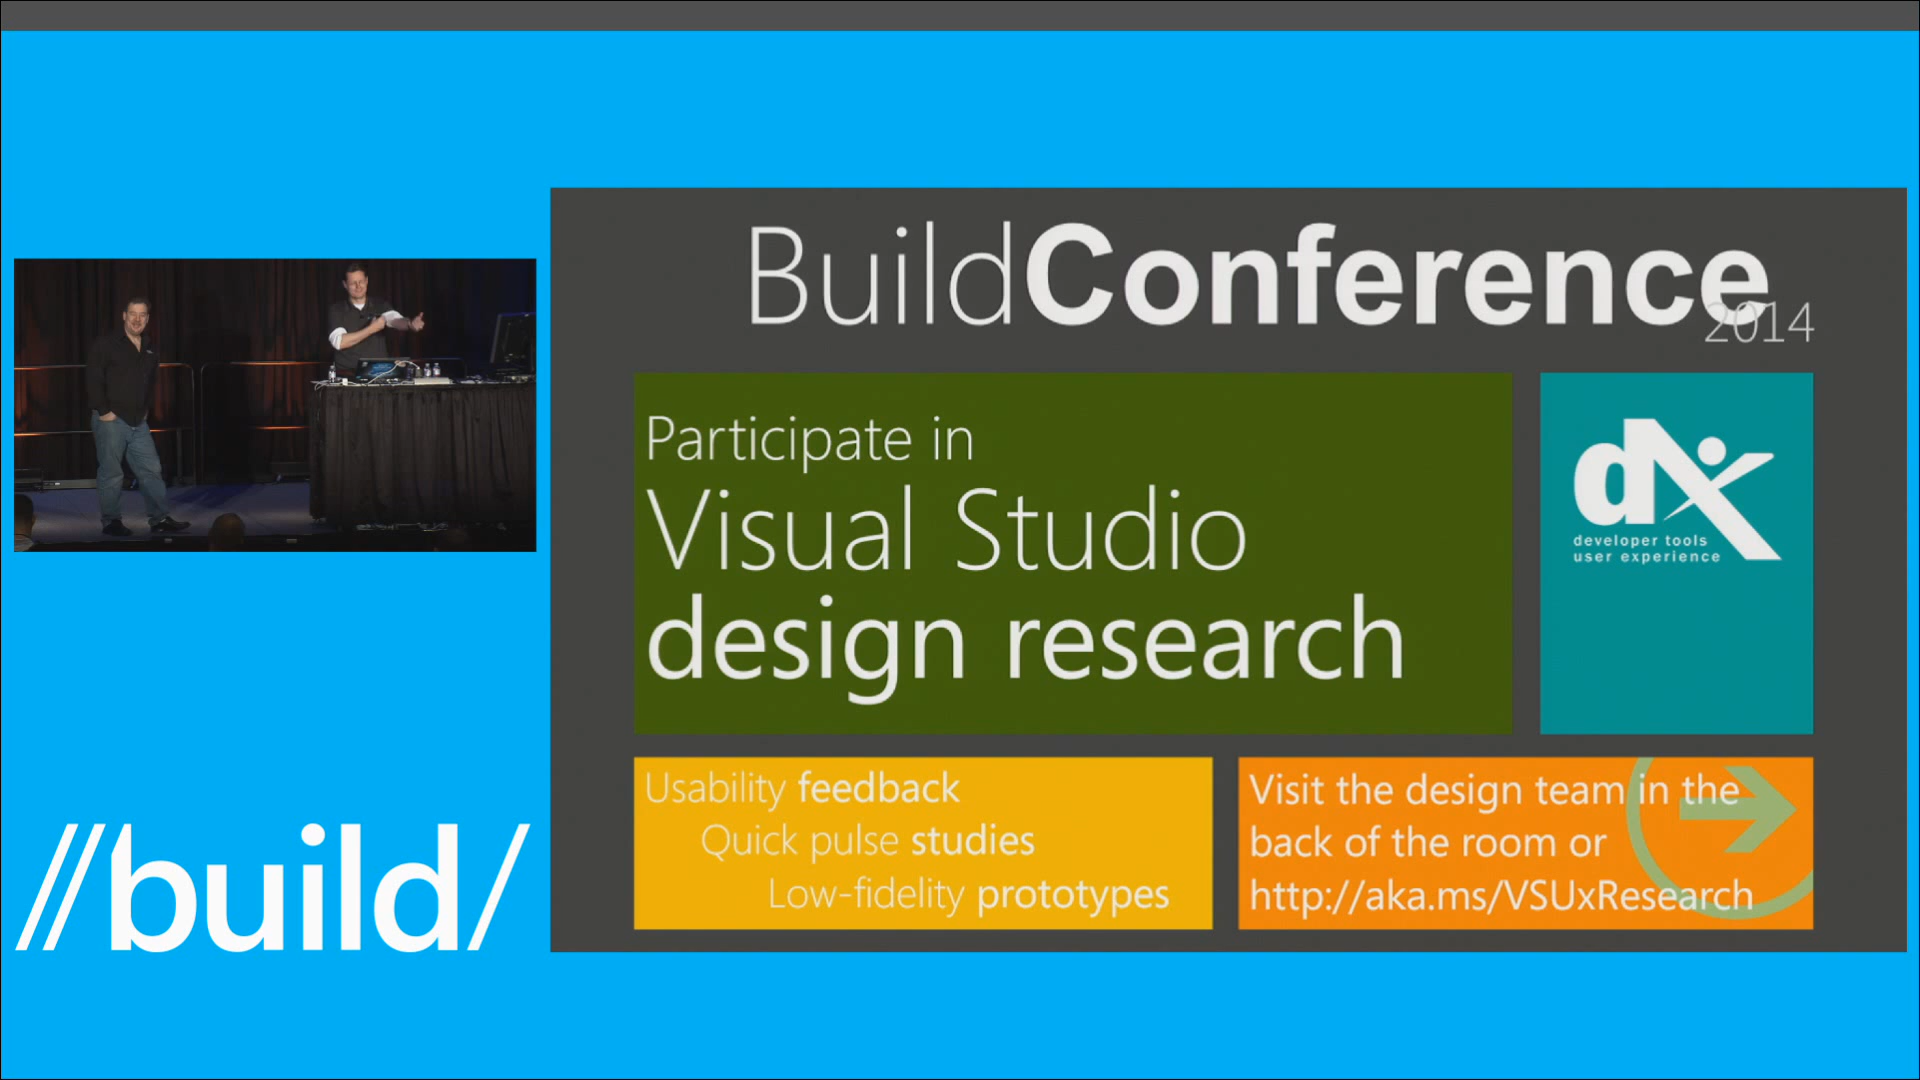 BuildConference
2014
Participate in
Visual Studio
design research
dx
developer tools
user experience
Usability feedback
Quick pulse studies
Low-fidelity prototypes
Visit the design team in the
back of the room or
http://aka.ms/VSUxResearch
//build/